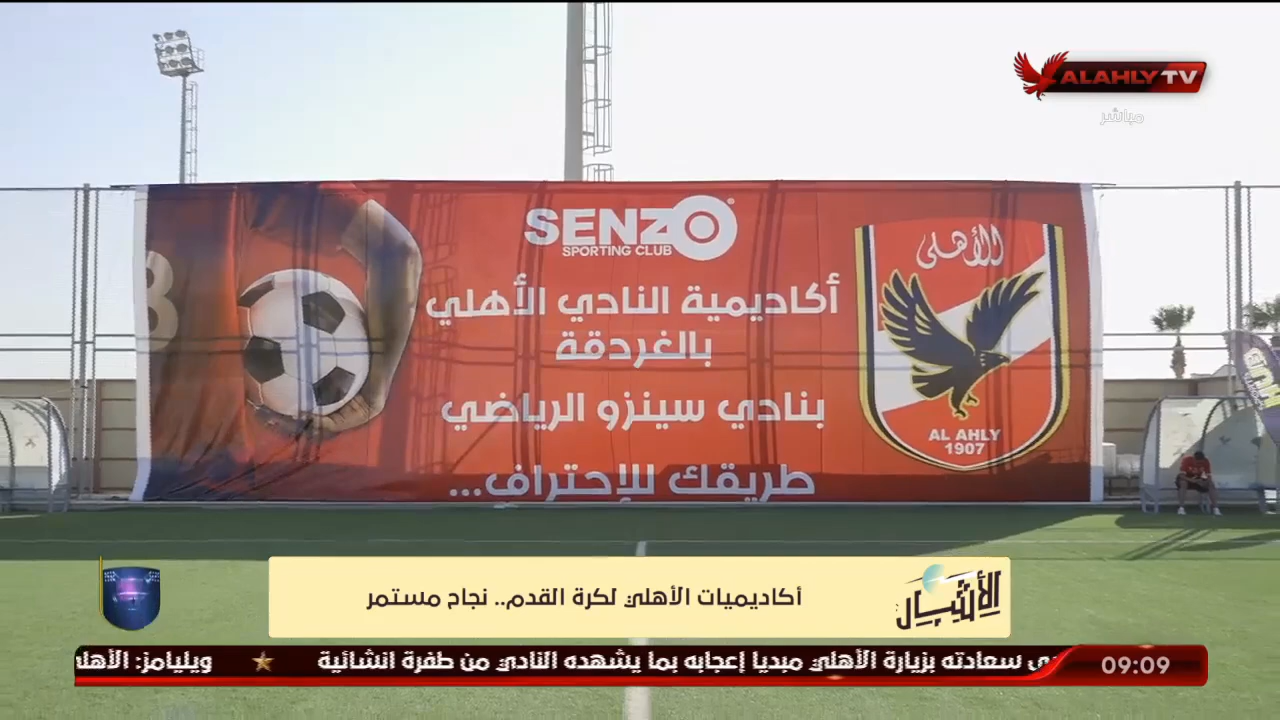 ALAHLY TV
مباشر
SENZO
SPORTING CLUB
أكاديمية النادي الأهلي
بالغردقة
بنادي سينزو الرياضي
طريقك للإحتراف...
الأهلى
AL AHLY
1907
أكاديميات الأهلي لكرة القدم.. نجاح مستمر
سعادته بزيارة الأهلي مبديا إعجابه بما يشهده النادي من طفرة انشائية ★ ويليامز:
09:09